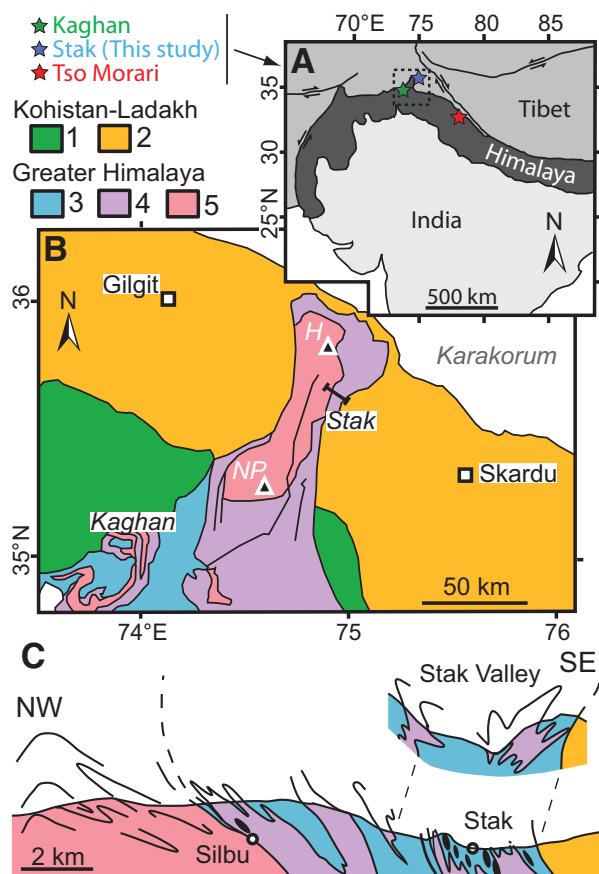 Kaghan
Stak (This study)
Tso Morari
Kohistan-Ladakh
1 2
Greater Himalaya
3 4 5
70°E 75 80 85
A
35
30
25°N
Tibet
Himalaya
India
N
500 km
B
36
35°N
Gilgit
N
H
Karakorum
Stak
NP
Skardu
Kaghan
50 km
74°E 75 76
C
Stak Valley
SE
NW
Stak
Silbu
2 km